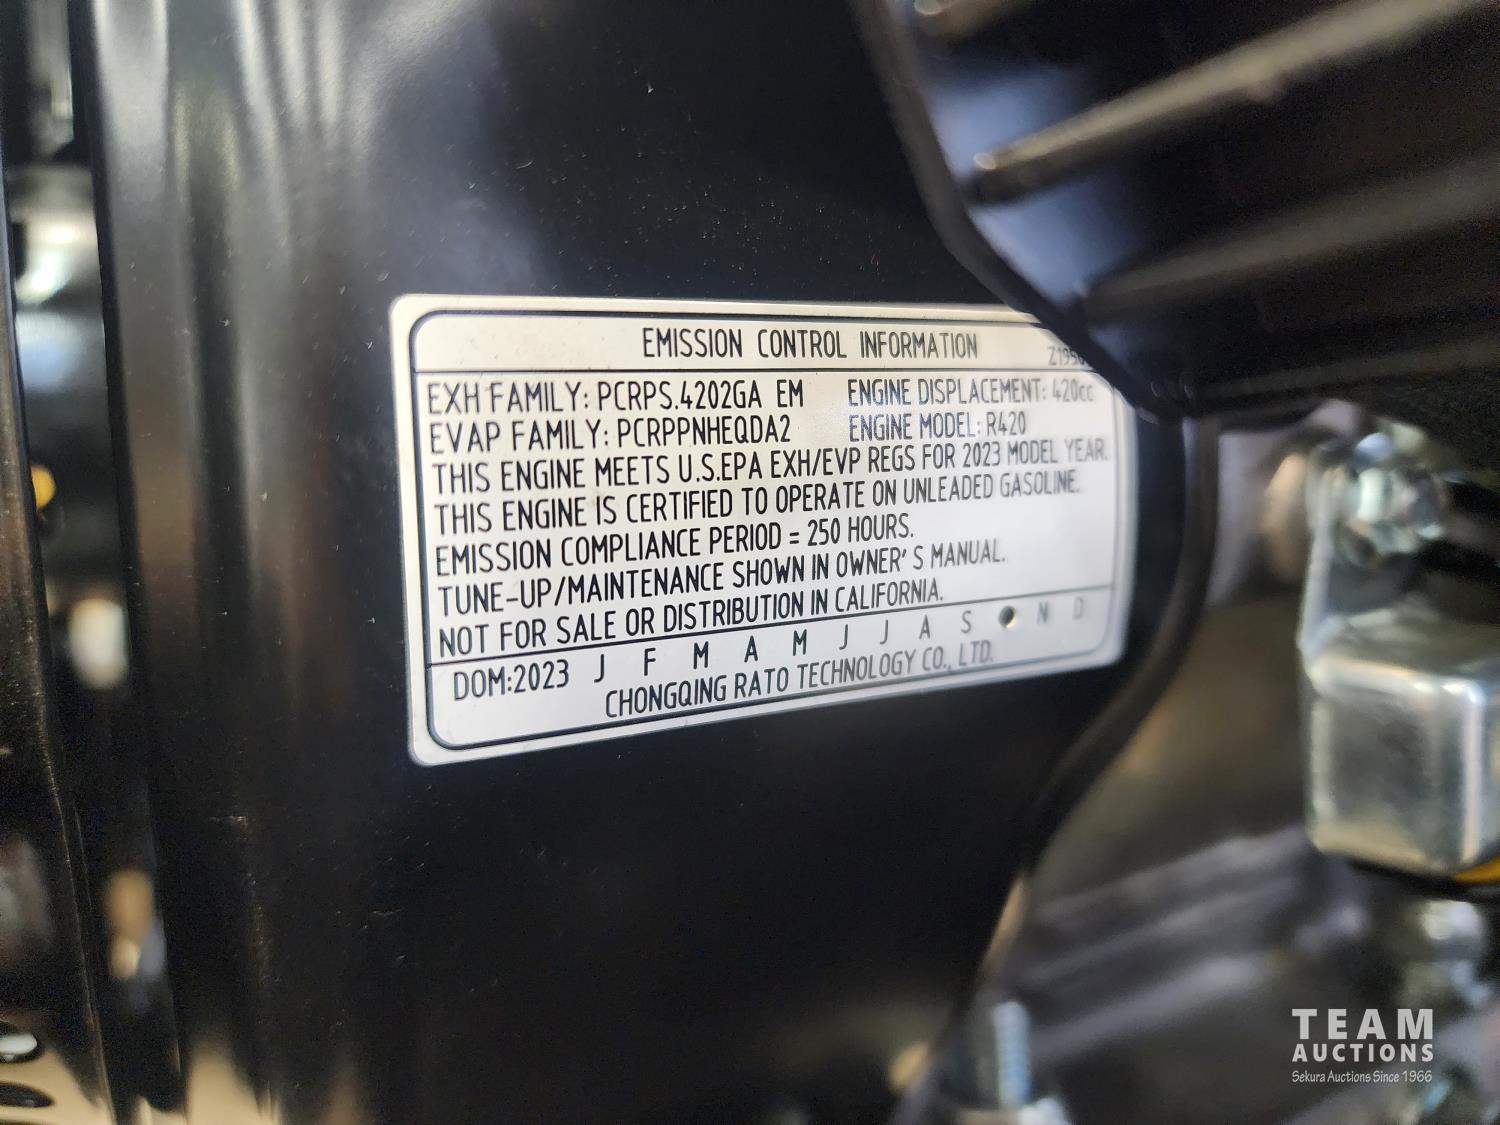 EMISSION CONTROL INFORMATION
EXH FAMILY: PCRPS.4202GA EM ENGINE DISPLACEMENT: 420cc
EVAP FAMILY: PCRPPNHEQDA2 ENGINE MODEL: R420
THIS ENGINE MEETS U.S.EPA EXH/EVP REGS FOR 2023 MODEL YEAR.
THIS ENGINE IS CERTIFIED TO OPERATE ON UNLEADED GASOLINE.
EMISSION COMPLIANCE PERIOD = 250 HOURS.
TUNE-UP/MAINTENANCE SHOWN IN OWNER'S MANUAL.
NOT FOR SALE OR DISTRIBUTION IN CALIFORNIA.
DOM:2023 J F M A M J J A S N D
CHONGQING RATO TECHNOLOGY CO., LTD.
TEAM
AUCTIONS
Sekura Auctions Since 1966